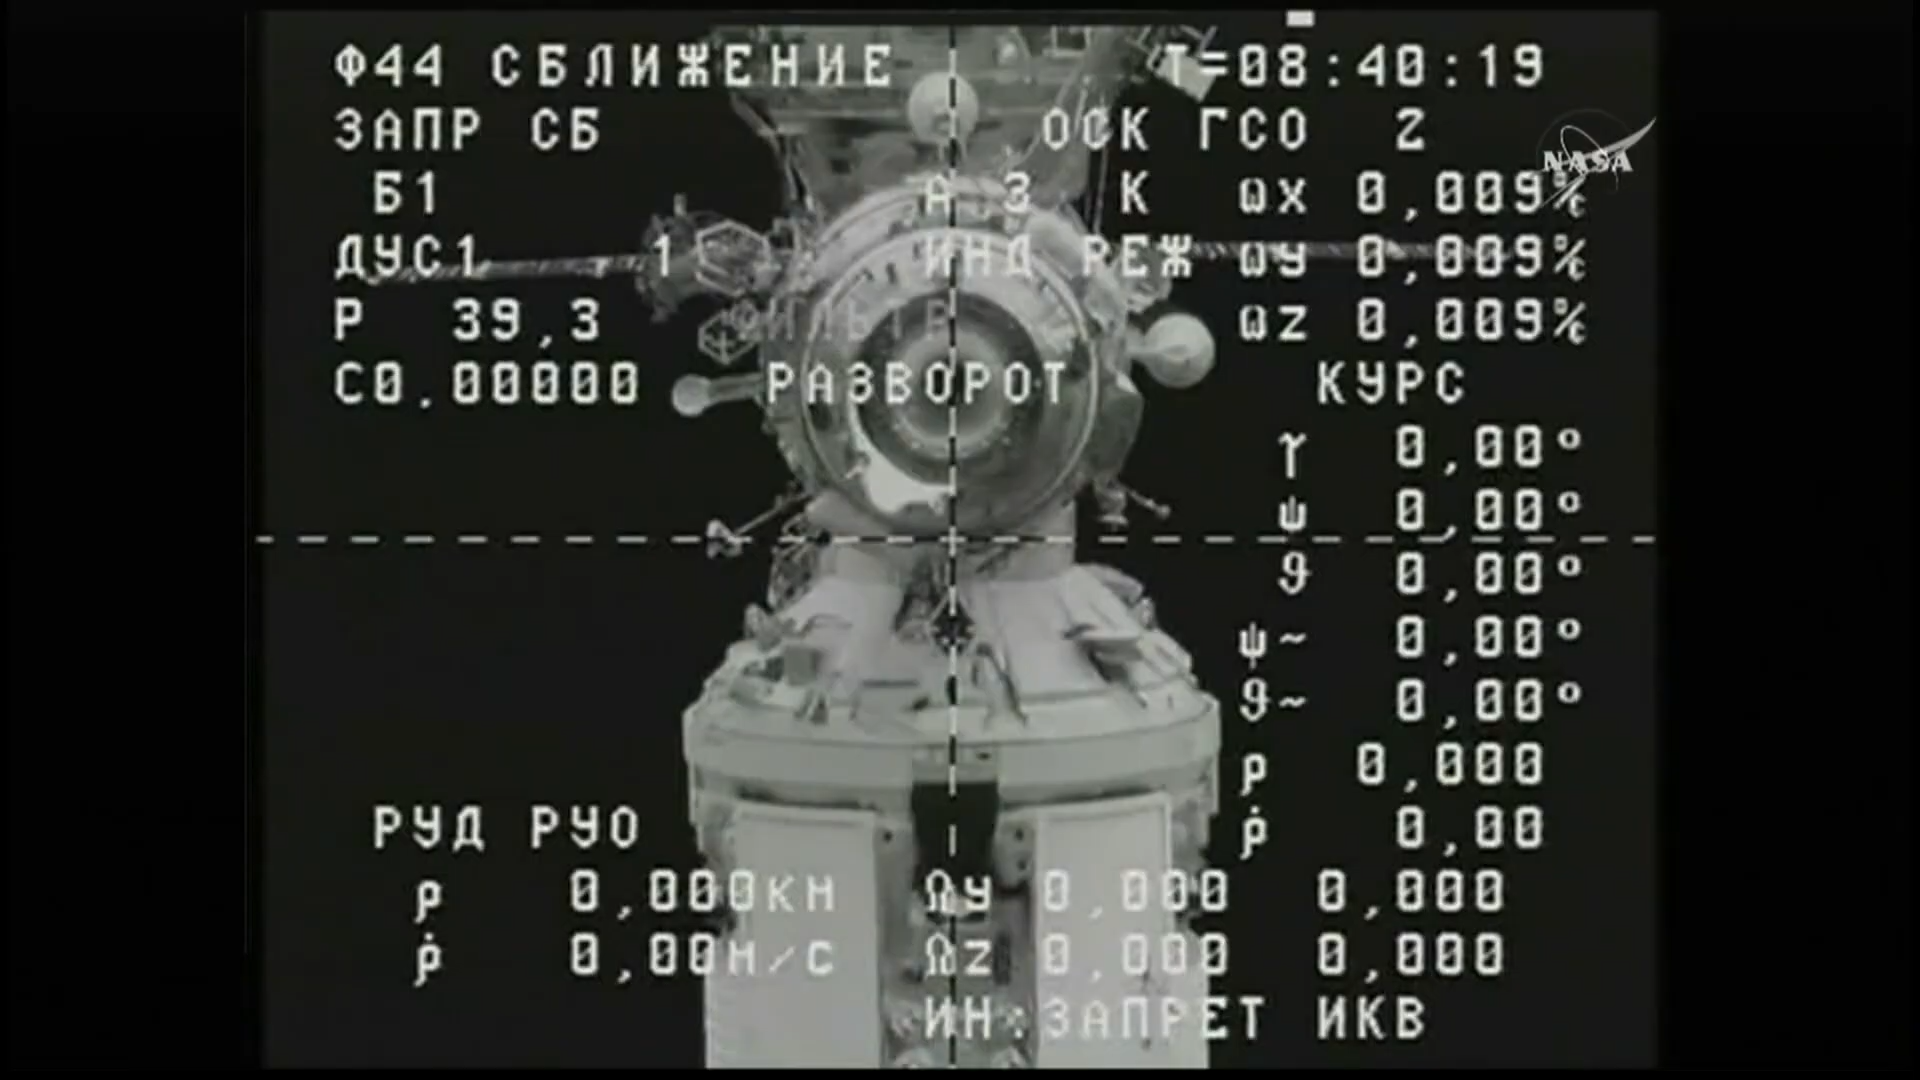 Ф44 СБЛИЖЕНИЕ T=08:40:19
ЗАПР СБ ОСК ГСО 2
NASA
Б1 А З К ωx 0,009°/с
ДУС1 1 ИНД РЕЖ ωу 0,009°/с
Р 39,3 ФИЛЬТР ωz 0,009°/с
С0.00000 РАЗВОРОТ КУРС
γ 0,00°
ψ 0,00°
ϑ 0,00°
ψ~ 0,00°
ϑ~ 0,00°
ρ 0,000
РУД РУО ρ̇ 0,00
ρ 0,000км Ωу 0,000 0,000
ρ̇ 0,00м/с Ωz 0,000 0,000
ИН:ЗАПРЕТ ИКВ